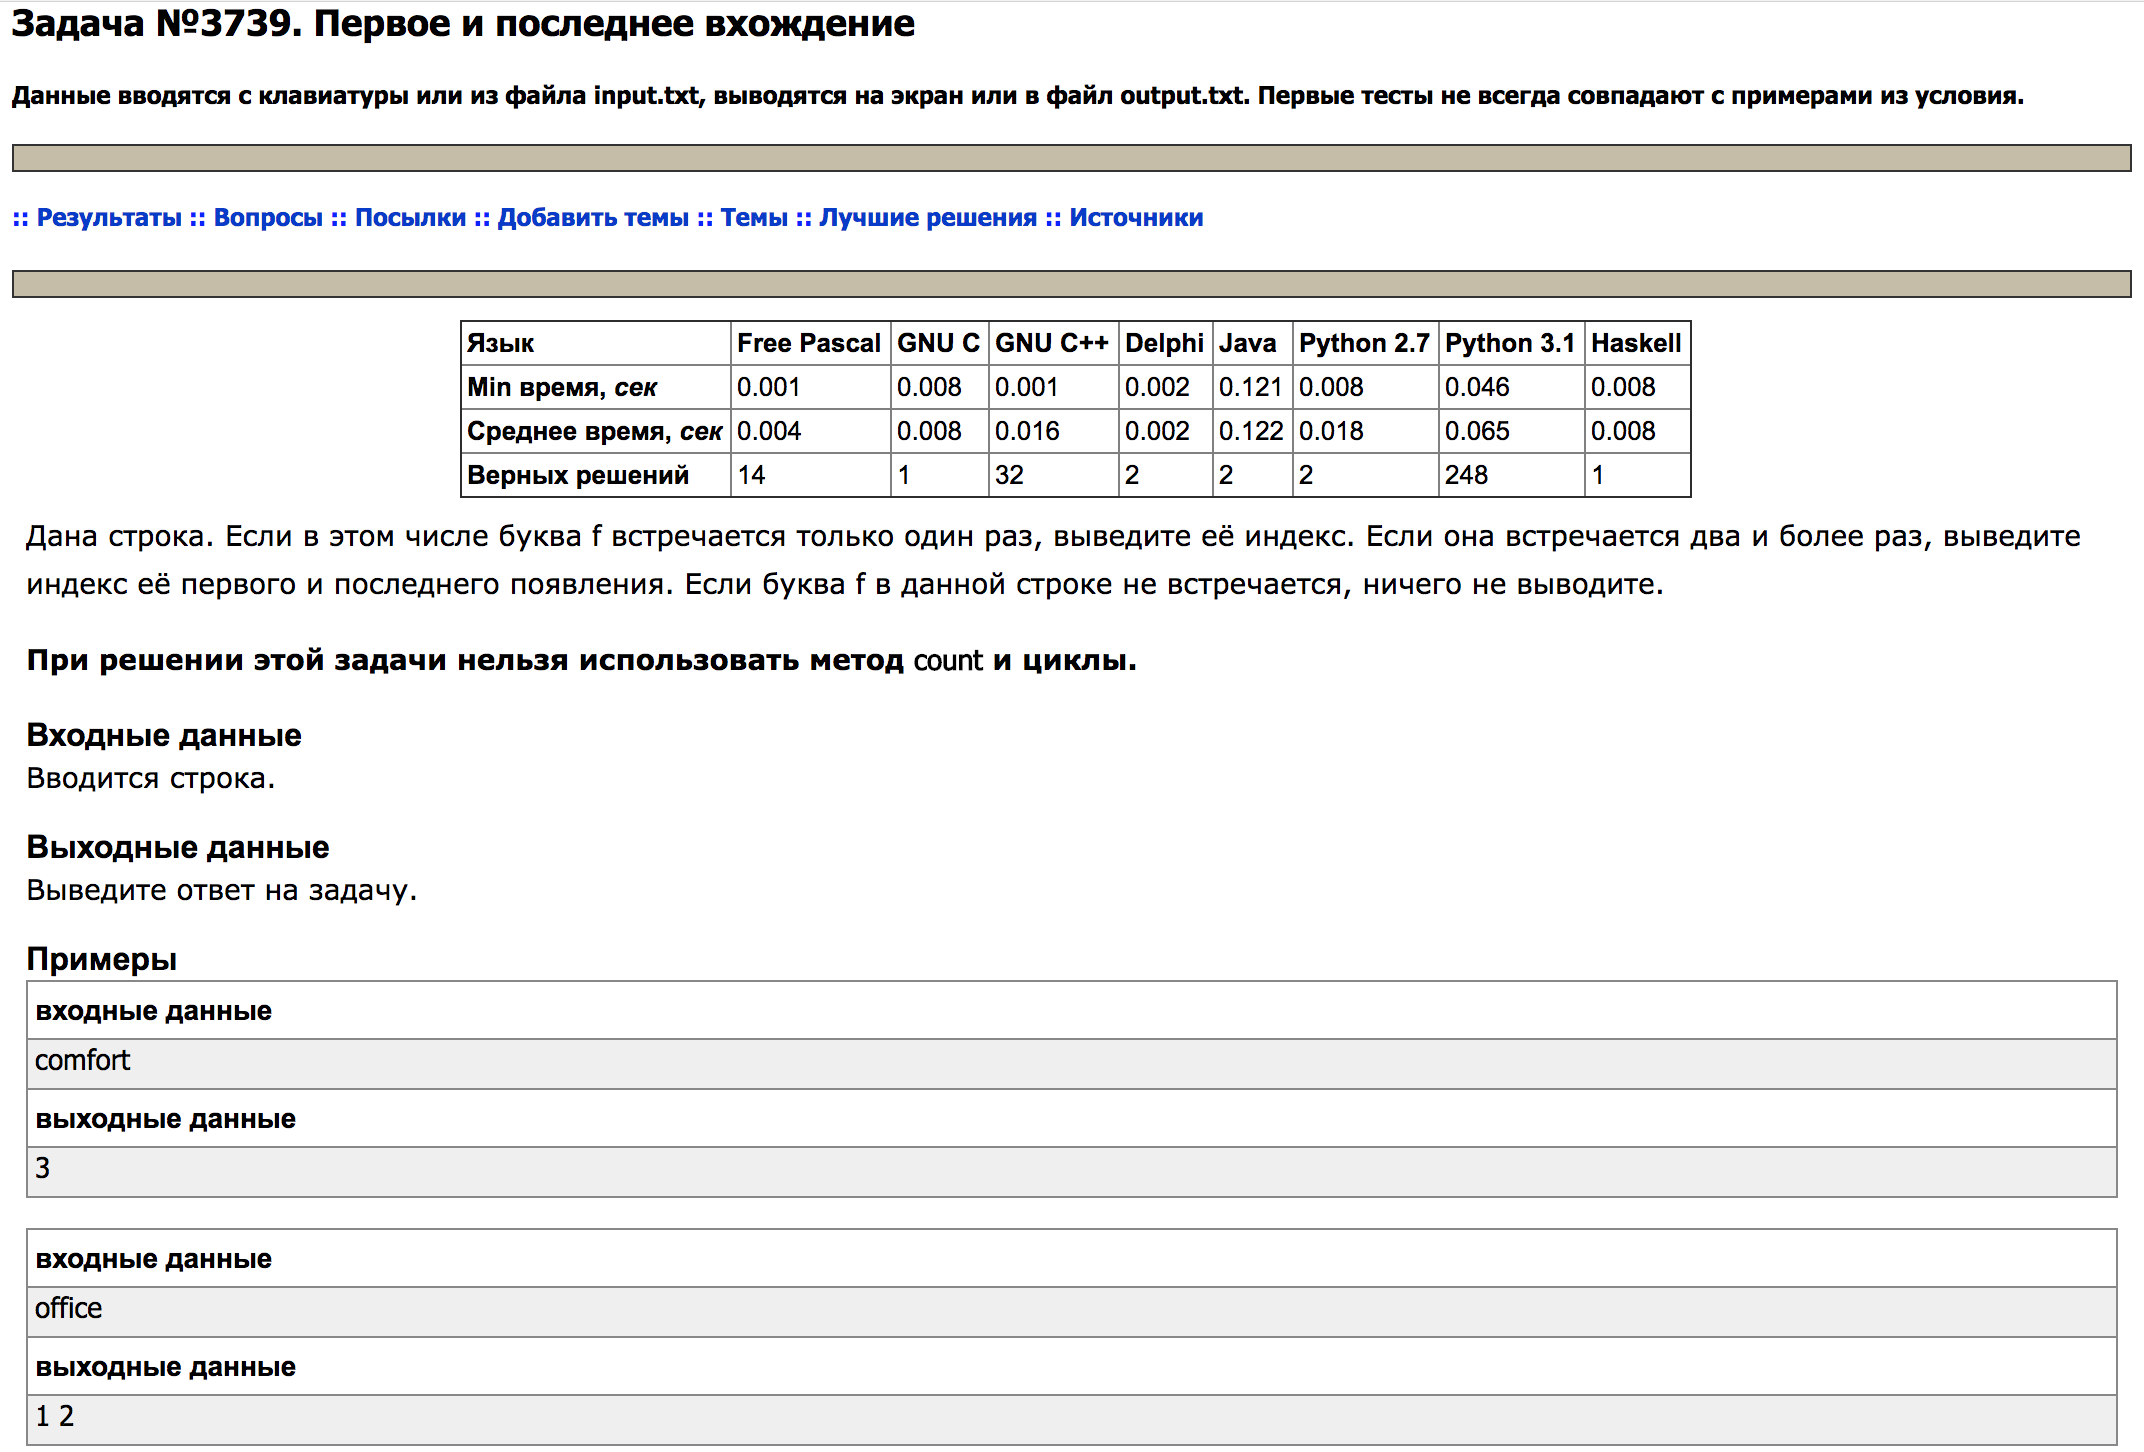 Задача №3739. Первое и последнее вхождение
Данные вводятся с клавиатуры или из файла input.txt, выводятся на экран или в файл output.txt. Первые тесты не всегда совпадают с примерами из условия.
:: Результаты :: Вопросы :: Посылки :: Добавить темы :: Темы :: Лучшие решения :: Источники
Язык Free Pascal GNU C GNU C++ Delphi Java Python 2.7 Python 3.1 Haskell
Min время, сек 0.001 0.008 0.001 0.002 0.121 0.008 0.046 0.008
Среднее время, сек 0.004 0.008 0.016 0.002 0.122 0.018 0.065 0.008
Верных решений 14 1 32 2 2 2 248 1
Дана строка. Если в этом числе буква f встречается только один раз, выведите её индекс. Если она встречается два и более раз, выведите
индекс её первого и последнего появления. Если буква f в данной строке не встречается, ничего не выводите.
При решении этой задачи нельзя использовать метод count и циклы.
Входные данные
Вводится строка.
Выходные данные
Выведите ответ на задачу.
Примеры
входные данные
comfort
выходные данные
3
входные данные
office
выходные данные
1 2